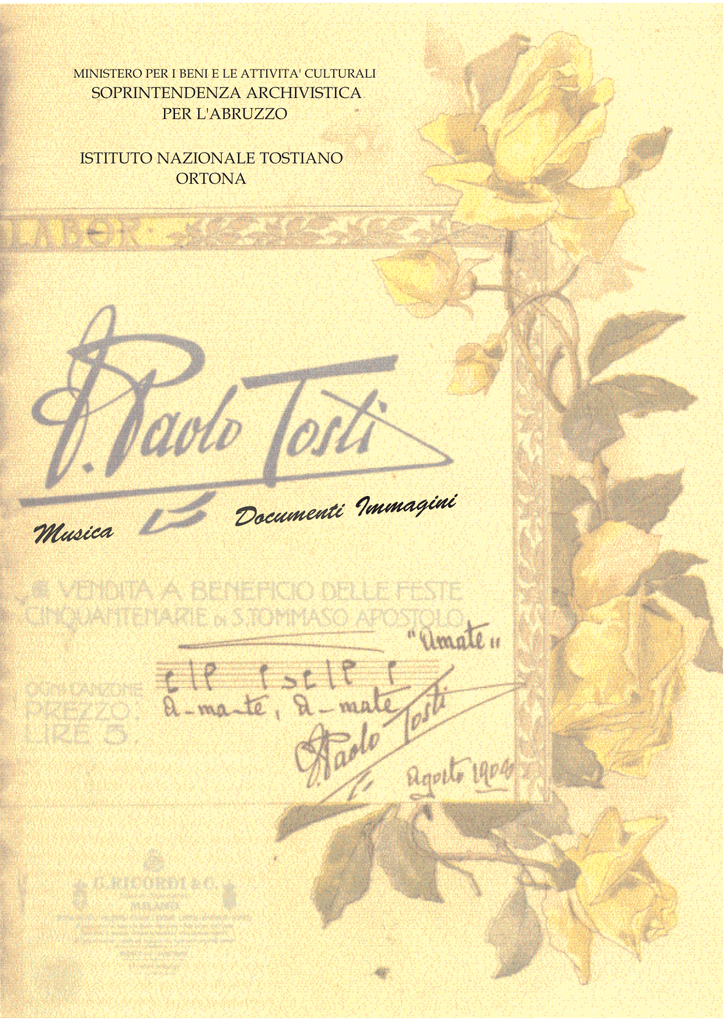 MINISTERO PER I BENI E LE ATTIVITA' CULTURALI
SOPRINTENDENZA ARCHIVISTICA
PER L'ABRUZZO
ISTITUTO NAZIONALE TOSTIANO
ORTONA
LABOR
F. Paolo Tosti
Musica Documenti Immagini
VENDITA A BENEFICIO DELLE FESTE
CINQUANTENARIE DI S. TOMMASO APOSTOLO
"Amate"
OGNI CANZONE
PREZZO:
LIRE 5.
A-ma-te, A-mate
F. Paolo Tosti
Agosto 190
G. RICORDI & C.
MILANO